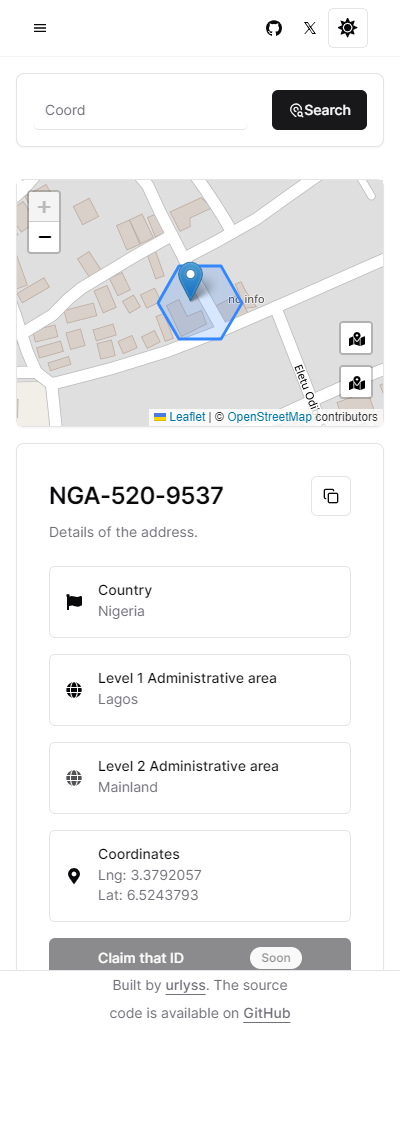 Coord
Search
+
−
no info
Eletu Odi
Leaflet | © OpenStreetMap contributors
NGA-520-9537
Details of the address.
Country
Nigeria
Level 1 Administrative area
Lagos
Level 2 Administrative area
Mainland
Coordinates
Lng: 3.3792057
Lat: 6.5243793
Claim that ID
Soon
Built by urlyss. The source
code is available on GitHub